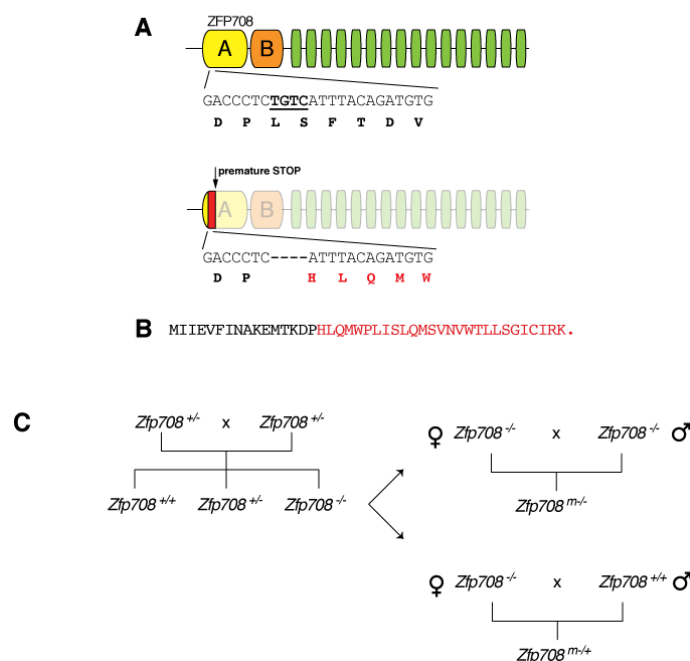 A
ZFP708
A B
GACCCTCTGTCATTTACAGATGTG
D P L S F T D V
premature STOP
A B
GACCCTC----ATTTACAGATGTG
D P H L Q M W
B MIIEVFINAKEMTKDPHLQMWPLISLQMSVNVWTLLSGICIRK.
C
Zfp708+/- x Zfp708+/-
Zfp708+/+ Zfp708+/- Zfp708-/-
♀ Zfp708-/- x Zfp708-/- ♂
Zfp708m-/-
♀ Zfp708-/- x Zfp708+/+ ♂
Zfp708m-/+